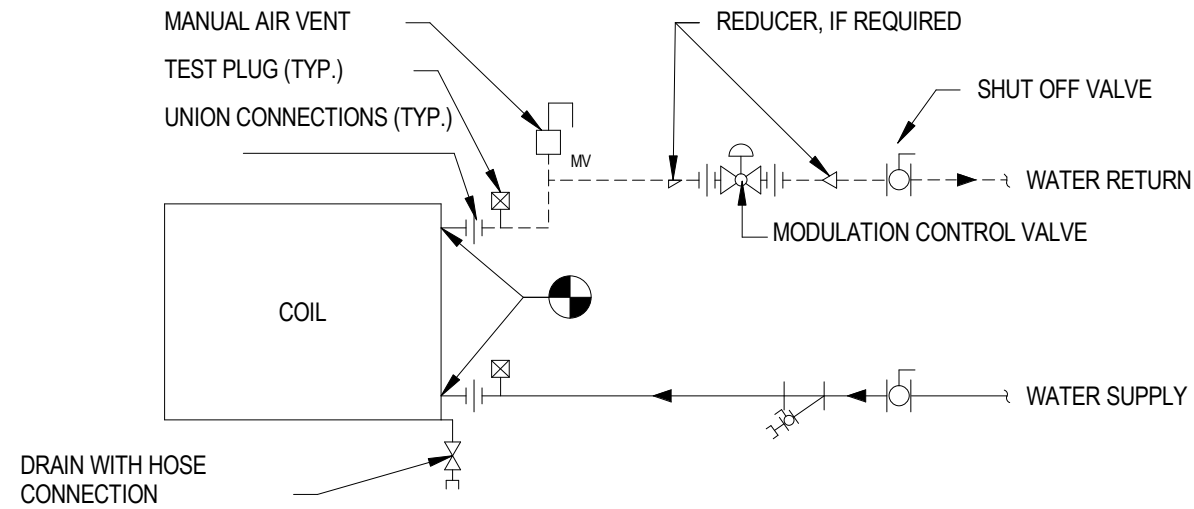 MANUAL AIR VENT
REDUCER, IF REQUIRED
TEST PLUG (TYP.)
SHUT OFF VALVE
UNION CONNECTIONS (TYP.)
MV
WATER RETURN
MODULATION CONTROL VALVE
COIL
WATER SUPPLY
DRAIN WITH HOSE
CONNECTION